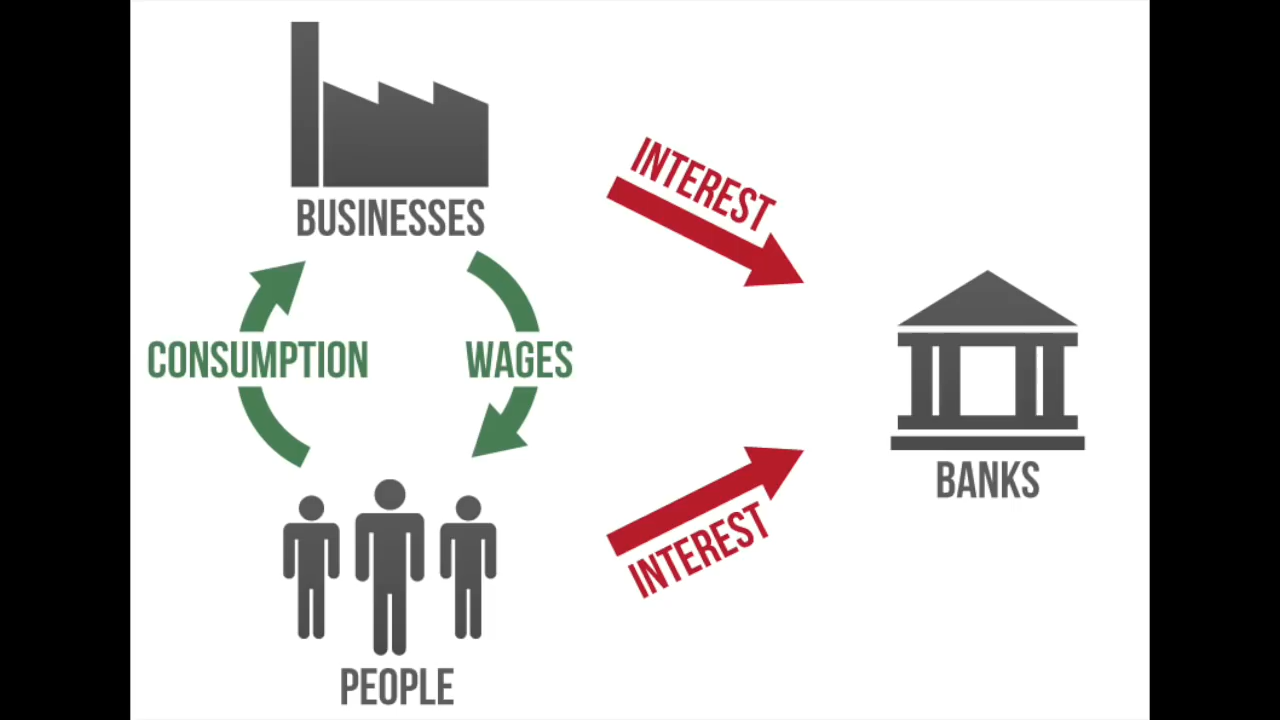 BUSINESSES
INTEREST
CONSUMPTION
WAGES
BANKS
INTEREST
PEOPLE